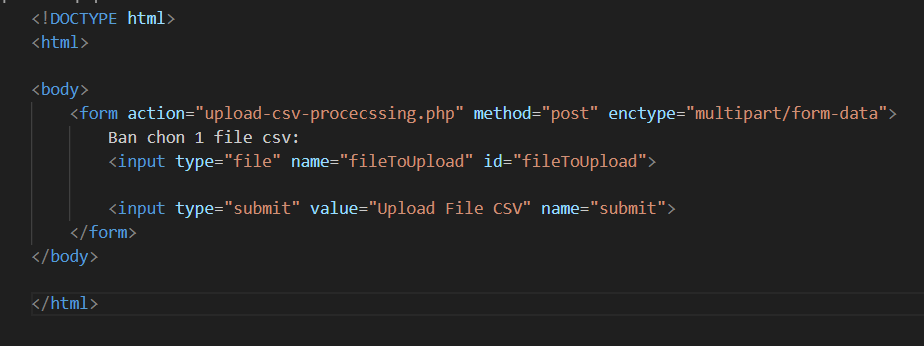 <!DOCTYPE html>
<html>
<body>
<form action="upload-csv-procecssing.php" method="post" enctype="multipart/form-data">
Ban chon 1 file csv:
<input type="file" name="fileToUpload" id="fileToUpload">
<input type="submit" value="Upload File CSV" name="submit">
</form>
</body>
</html>